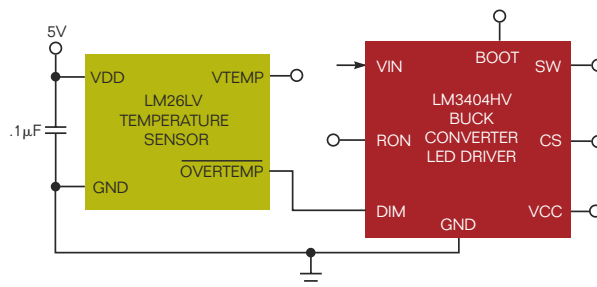 5V
VDD
VTEMP
LM26LV
TEMPERATURE
SENSOR
.1µF
OVERTEMP
GND
BOOT
VIN
SW
LM3404HV
BUCK
CONVERTER
LED DRIVER
RON
CS
DIM
VCC
GND